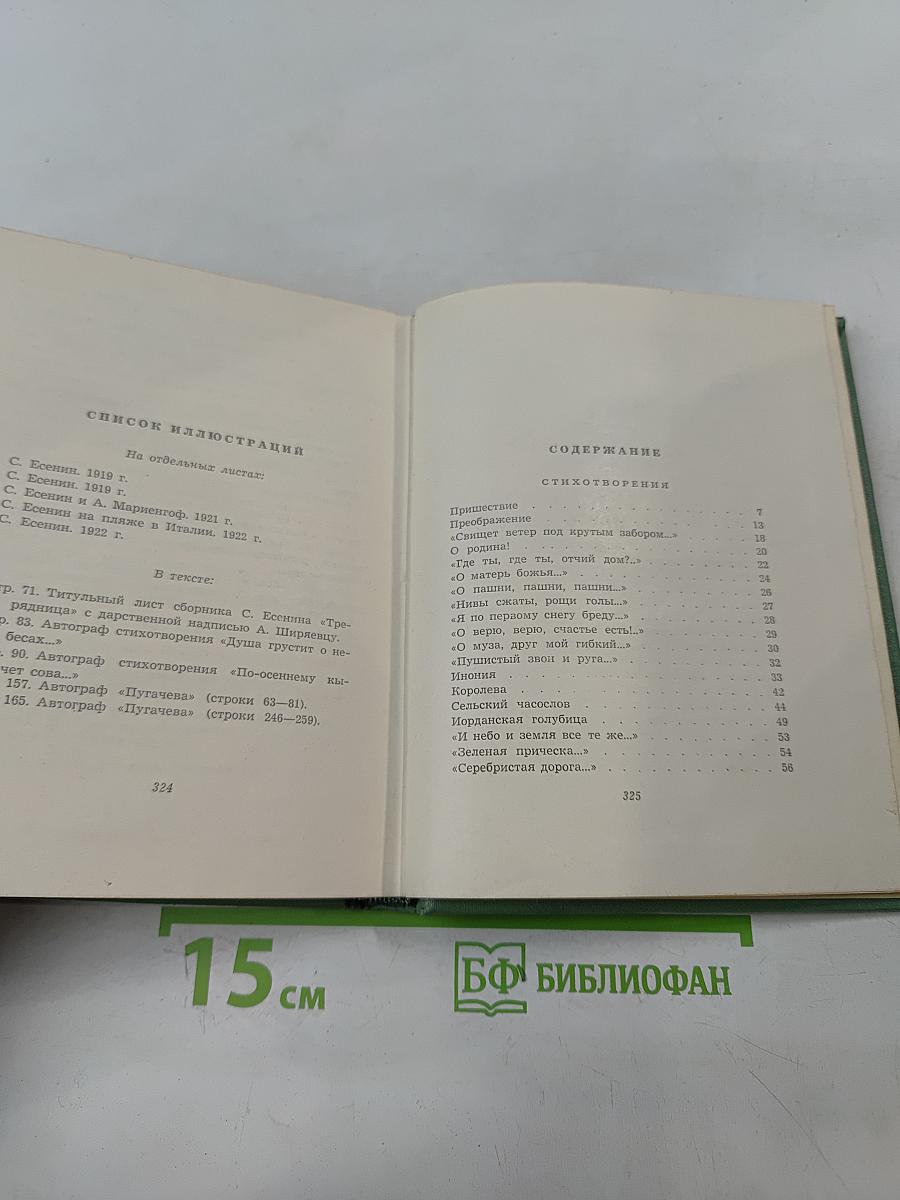 СПИСОК ИЛЛЮСТРАЦИЙ
На отдельных листах:
С. Есенин. 1919 г.
С. Есенин. 1919 г.
С. Есенин и А. Мариенгоф. 1921 г.
С. Есенин на пляже в Италии. 1922 г.
С. Есенин. 1922 г.
В тексте:
тр. 71. Титульный лист сборника С. Есенина «Тре-
рядница» с дарственной надписью А. Ширяевцу.
р. 83. Автограф стихотворения «Душа грустит о не-
бесах...»
. 90. Автограф стихотворения «По-осеннему кы-
чет сова...»
157. Автограф «Пугачева» (строки 63—81).
165. Автограф «Пугачева» (строки 246—259).
324
СОДЕРЖАНИЕ
СТИХОТВОРЕНИЯ
Пришествие . . . . . . . . . . . . . . . 7
Преображение . . . . . . . . . . . . . . 13
«Свищет ветер под крутым забором...» . . . . . 18
О родина! . . . . . . . . . . . . . . . 20
«Где ты, где ты, отчий дом?..» . . . . . . . 22
«О матерь божья...» . . . . . . . . . . . 24
«О пашни, пашни, пашни...» . . . . . . . . 26
«Нивы сжаты, рощи голы...» . . . . . . . . 27
«Я по первому снегу бреду...» . . . . . . . 28
«О верю, верю, счастье есть!..» . . . . . . . 29
«О муза, друг мой гибкий...» . . . . . . . . 30
«Пушистый звон и руга...» . . . . . . . . . 32
Инония . . . . . . . . . . . . . . . . 33
Королева . . . . . . . . . . . . . . . 42
Сельский часослов . . . . . . . . . . . . 44
Иорданская голубица . . . . . . . . . . . 49
«И небо и земля все те же...» . . . . . . . . 53
«Зеленая прическа...» . . . . . . . . . . . 54
«Серебристая дорога...» . . . . . . . . . . 56
325
15 см
БФ БИБЛИОФАН